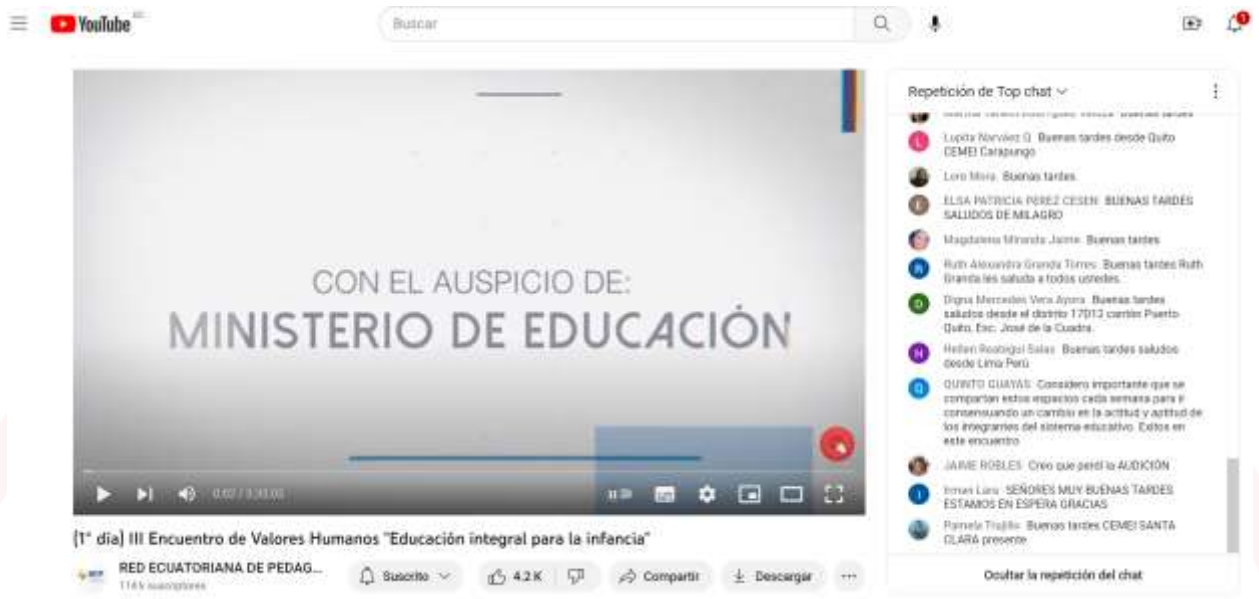 YouTube
Buscar
1
CON EL AUSPICIO DE:
MINISTERIO DE EDUCACIÓN
[1° día] III Encuentro de Valores Humanos "Educación integral para la infancia"
RED ECUATORIANA DE PEDAG...
Suscrito
4.2 K
Compartir
Descargar
Repetición de Top chat
Lupita Narváez Q Buenas tardes desde Quito
CEMEI Carapungo
Loro Mora Buenas tardes
ELSA PATRICIA PEREZ CESEN BUENAS TARDES
SALUDOS DE MILAGRO
Magdalena Miranda Jaime Buenas tardes
Ruth Alexandra Granda Torres Buenas tardes Ruth
Granda les saluda a todos ustedes.
Digna Mercedes Vera Ayora Buenas tardes
saludos desde el distrito 17D12 cantón Puerto
Quito, Esc. José de la Cuadra.
Hellen Reategui Salas Buenas tardes saludos
desde Lima Perú
QUINTO GUAYAS Considero importante que se
compartan estos espacios cada semana para ir
consensuando un cambio en la actitud y aptitud de
los integrantes del sistema educativo. Exitos en
este encuentro
JAIME ROBLES Creo que perdí la AUDICIÓN
Lara SEÑORES MUY BUENAS TARDES
ESTAMOS EN ESPERA GRACIAS
Pamela Trujillo Buenas tardes CEMEI SANTA
CLARA presente
Ocultar la repetición del chat